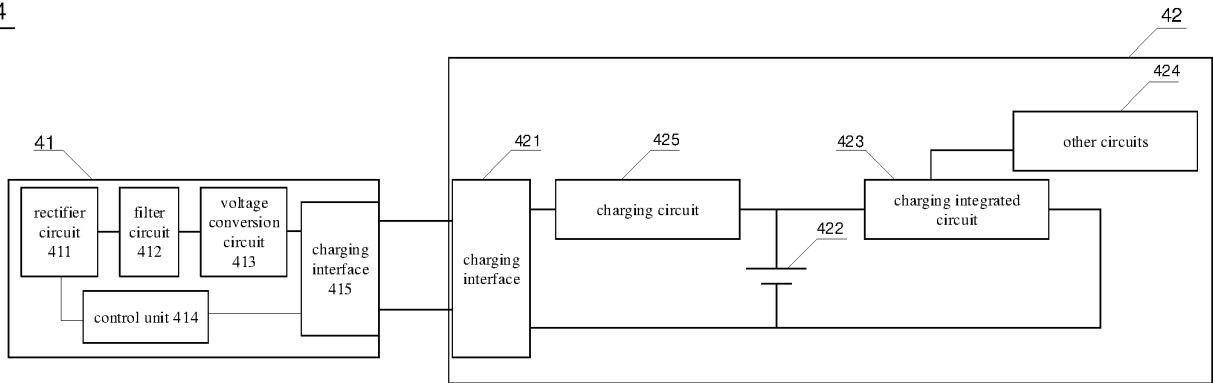 4
42
424
other circuits
41
421
425
423
rectifier
circuit
411
filter
circuit
412
voltage
conversion
circuit
413
charging
interface
415
control unit 414
charging
interface
charging circuit
422
charging integrated
circuit